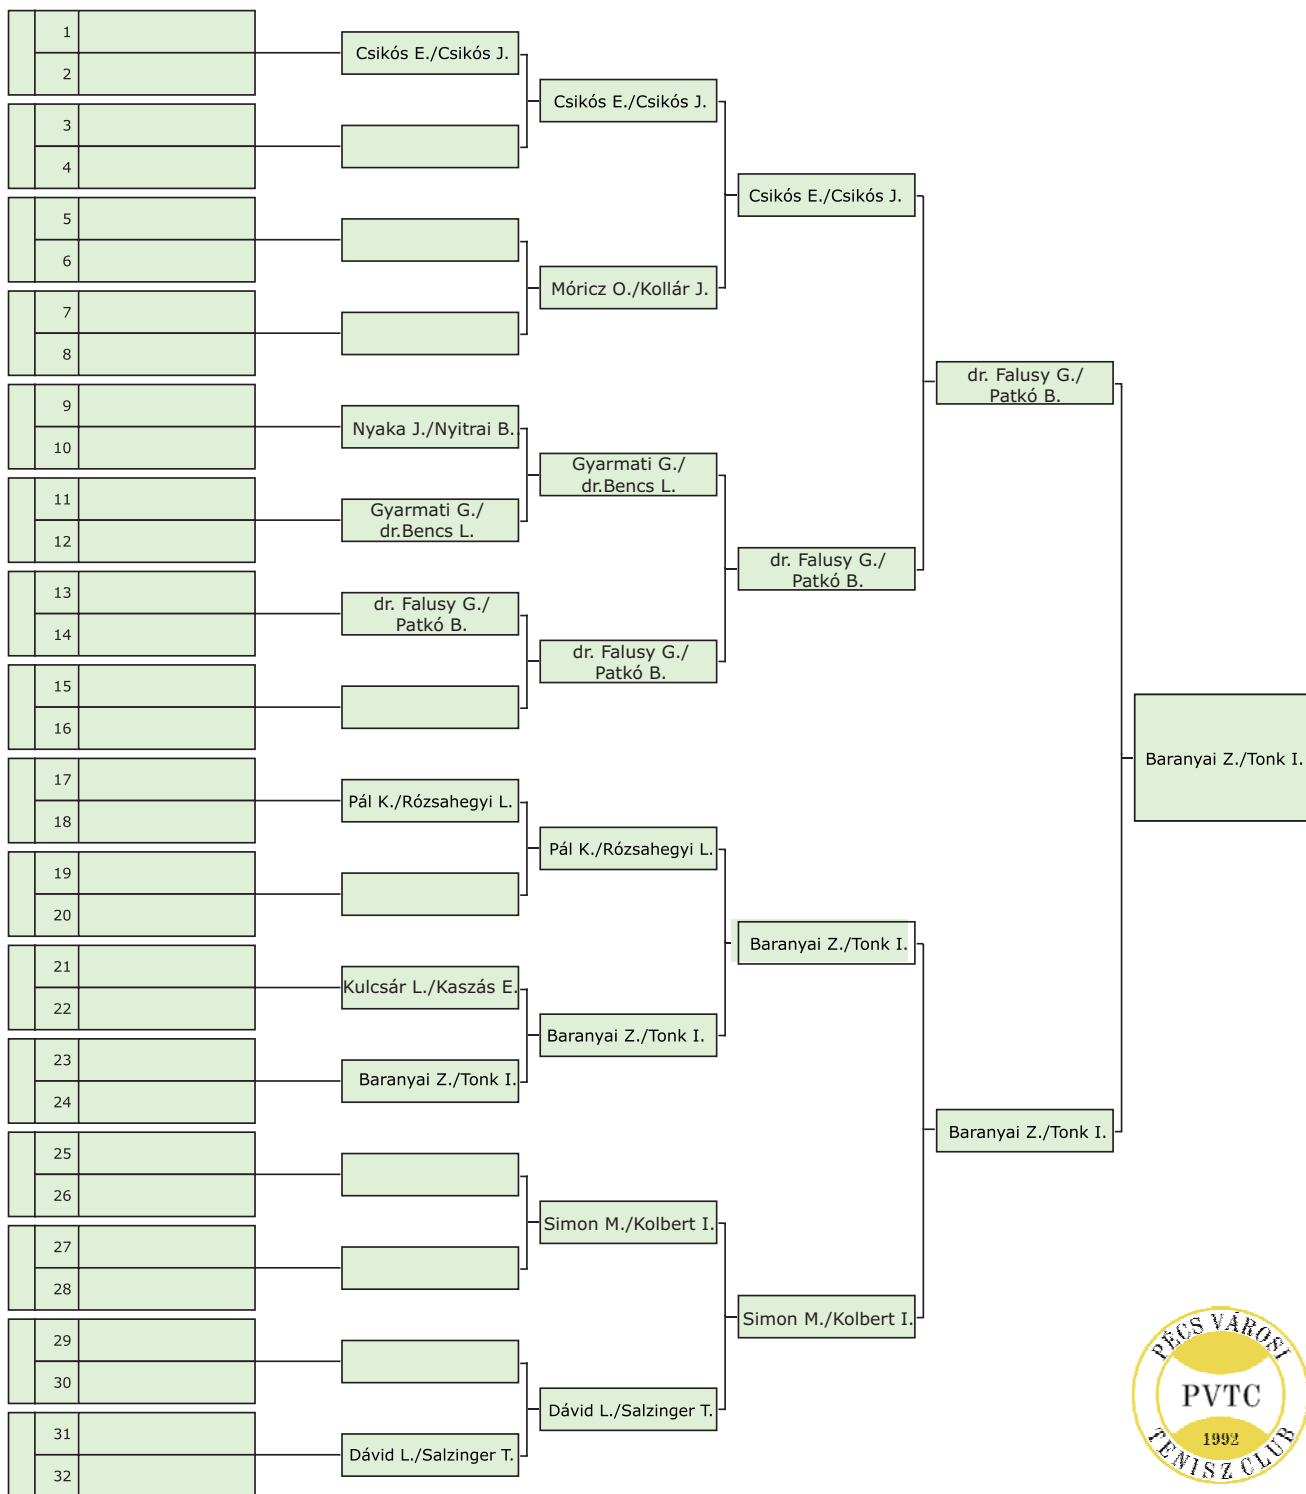 1
2
3
4
5
6
7
8
9
10
11
12
13
14
15
16
17
18
19
20
21
22
23
24
25
26
27
28
29
30
31
32
Csikós E./Csikós J.
Nyaka J./Nyitrai B.
Gyarmati G./
dr.Bencs L.
dr. Falusy G./
Patkó B.
Pál K./Rózsahegyi L.
Kulcsár L./Kaszás E.
Baranyai Z./Tonk I.
Dávid L./Salzinger T.
Csikós E./Csikós J.
Móricz O./Kollár J.
Gyarmati G./
dr.Bencs L.
dr. Falusy G./
Patkó B.
Pál K./Rózsahegyi L.
Baranyai Z./Tonk I.
Simon M./Kolbert I.
Dávid L./Salzinger T.
Csikós E./Csikós J.
dr. Falusy G./
Patkó B.
Baranyai Z./Tonk I.
Simon M./Kolbert I.
dr. Falusy G./
Patkó B.
Baranyai Z./Tonk I.
Baranyai Z./Tonk I.
PÉCS VÁROSI
PVTC
1992
TENISZ CLUB